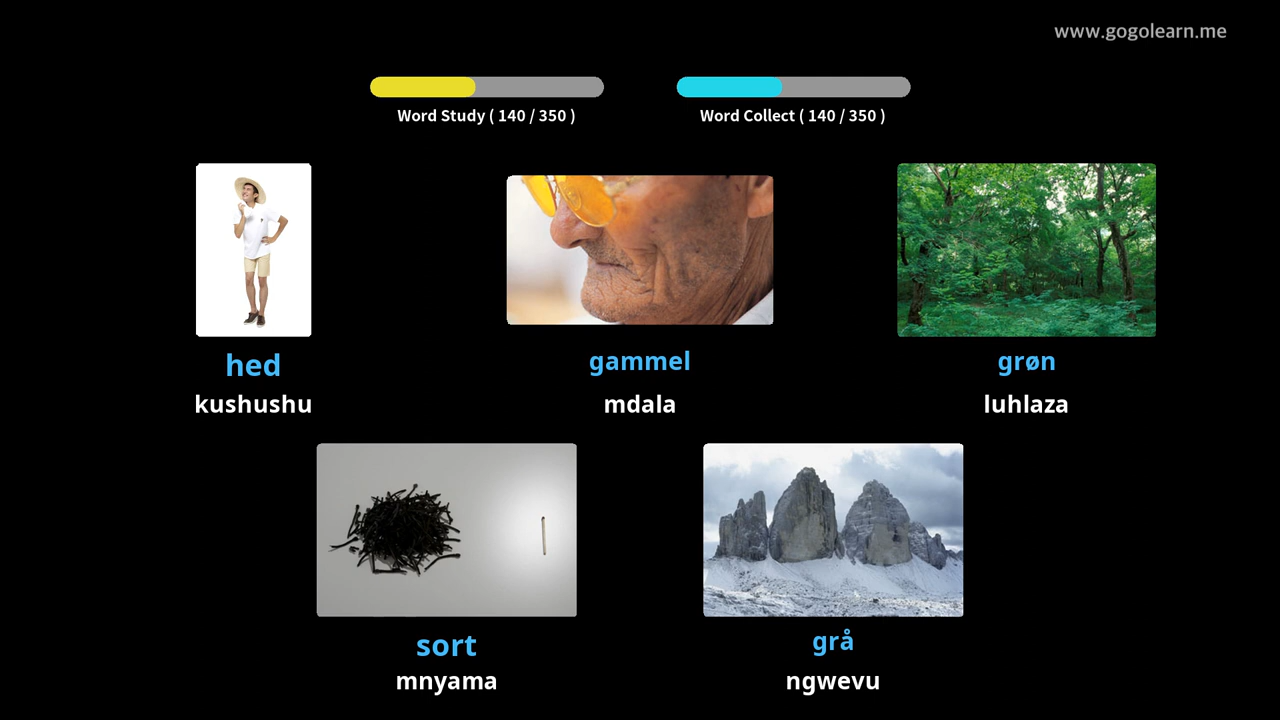 www.gogolearn.me
Word Study ( 140 / 350 )
Word Collect ( 140 / 350 )
hed
kushushu
gammel
mdala
grøn
luhlaza
sort
mnyama
grå
ngwevu